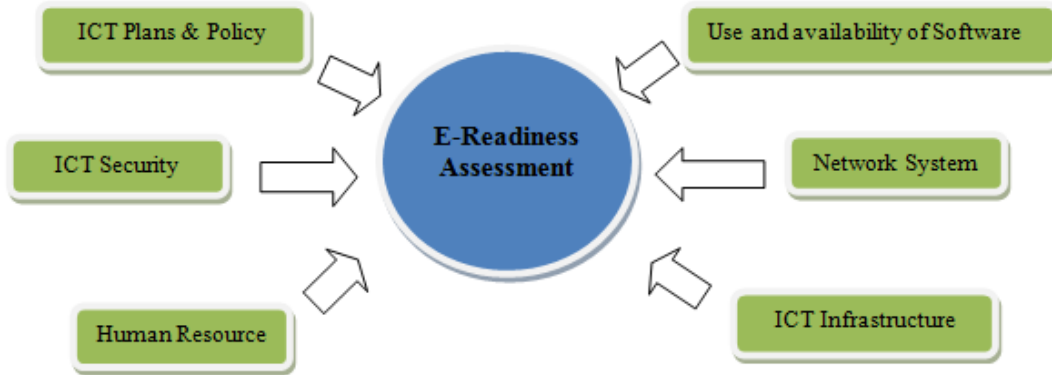 ICT Plans & Policy
Use and availability of Software
E-Readiness
Assessment
ICT Security
Network System
Human Resource
ICT Infrastructure